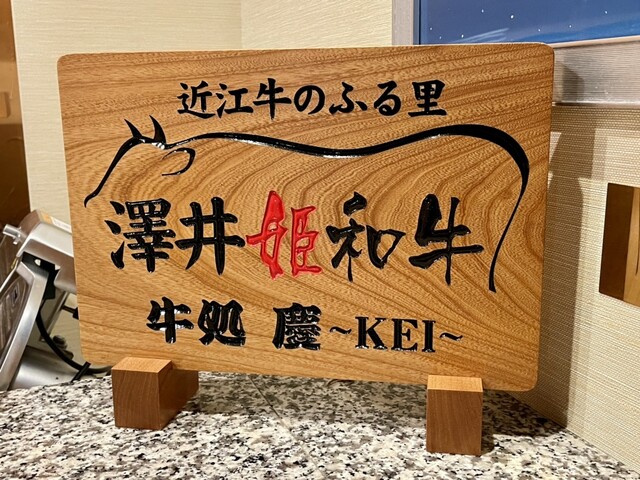 近江牛のふる里
澤井姫和牛
牛処 慶 ~KEI~